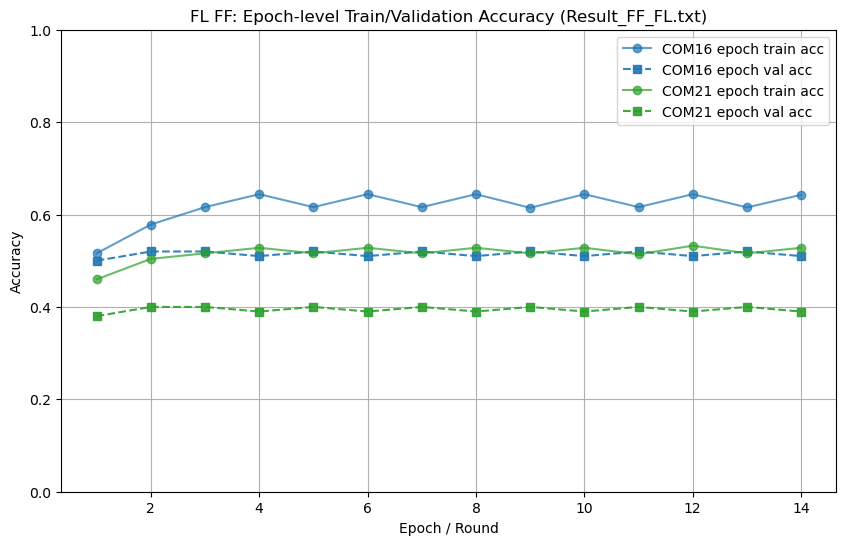 FL FF: Epoch-level Train/Validation Accuracy (Result_FF_FL.txt)
COM16 epoch train acc
COM16 epoch val acc
COM21 epoch train acc
COM21 epoch val acc
Accuracy
1.0
0.8
0.6
0.4
0.2
0.0
2 4 6 8 10 12 14
Epoch / Round